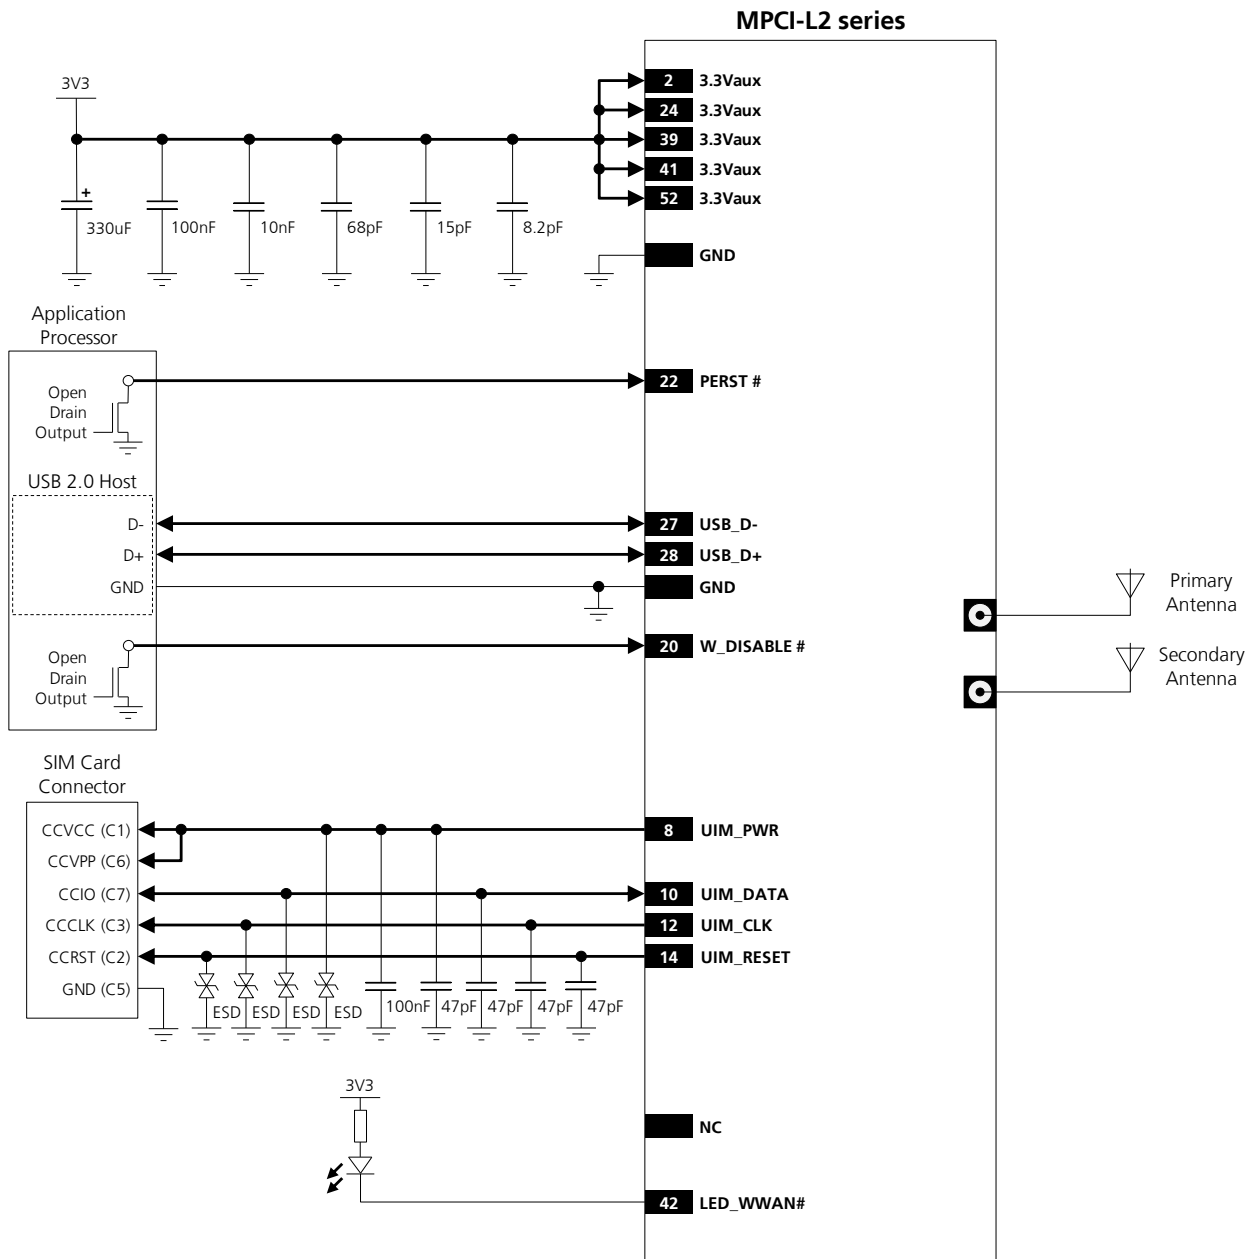 MPCI-L2 series
3V3
2 3.3Vaux
24 3.3Vaux
39 3.3Vaux
41 3.3Vaux
52 3.3Vaux
+
330uF 100nF 10nF 68pF 15pF 8.2pF
GND
Application
Processor
Open
Drain
Output
22 PERST #
USB 2.0 Host
D- 27 USB_D-
D+ 28 USB_D+
GND GND
Primary
Antenna
Open
Drain
Output
20 W_DISABLE #
Secondary
Antenna
SIM Card
Connector
CCVCC (C1) 8 UIM_PWR
CCVPP (C6)
CCIO (C7) 10 UIM_DATA
CCCLK (C3) 12 UIM_CLK
CCRST (C2) 14 UIM_RESET
GND (C5)
ESD ESD ESD ESD 100nF 47pF 47pF 47pF 47pF
3V3
NC
42 LED_WWAN#